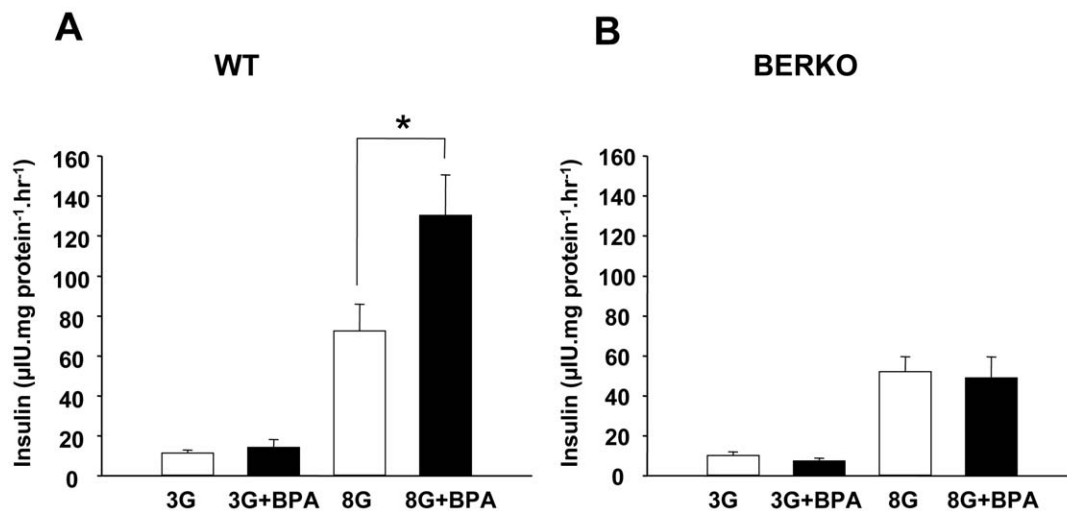 A
WT
*
Insulin (µIU.mg protein⁻¹.hr⁻¹)
160
140
120
100
80
60
40
20
0
3G 3G+BPA 8G 8G+BPA
B
BERKO
Insulin (µIU.mg protein⁻¹.hr⁻¹)
160
140
120
100
80
60
40
20
0
3G 3G+BPA 8G 8G+BPA